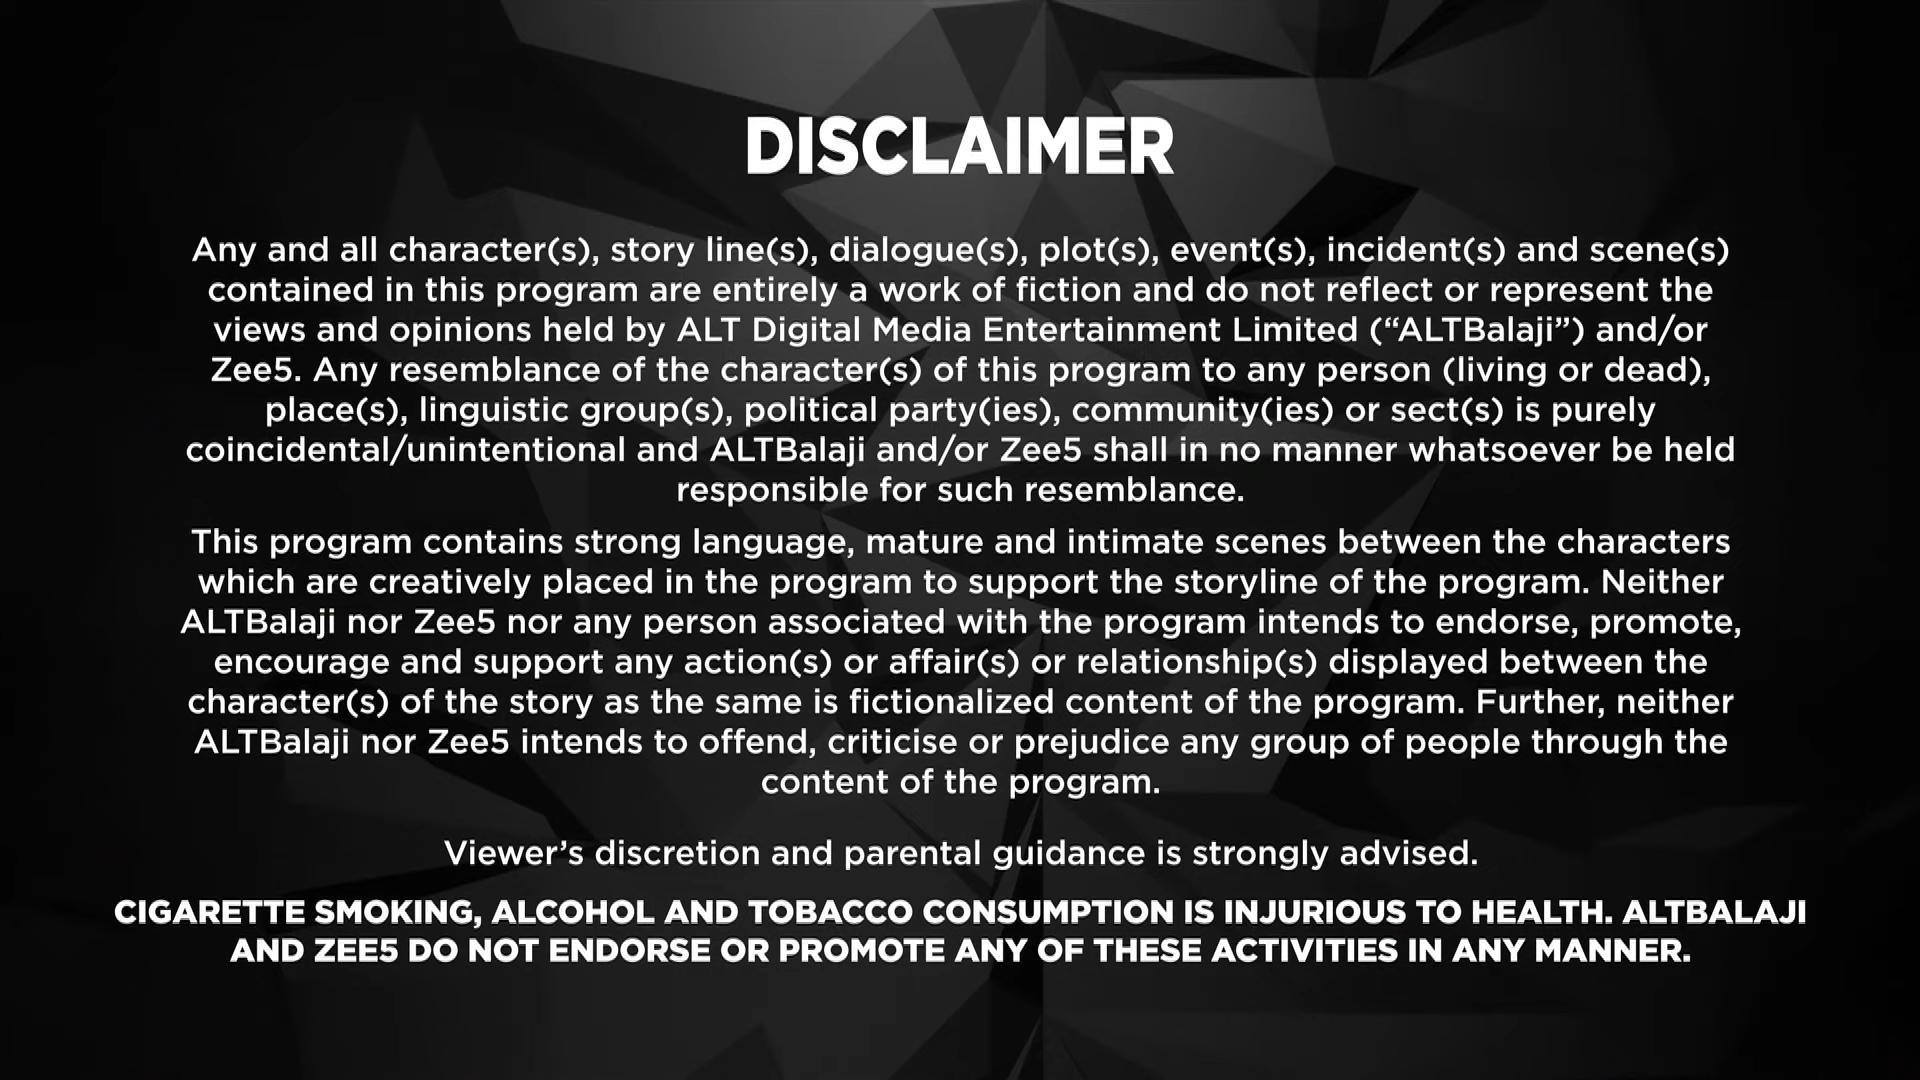 DISCLAIMER
Any and all character(s), story line(s), dialogue(s), plot(s), event(s), incident(s) and scene(s)
contained in this program are entirely a work of fiction and do not reflect or represent the
views and opinions held by ALT Digital Media Entertainment Limited (“ALTBalaji”) and/or
Zee5. Any resemblance of the character(s) of this program to any person (living or dead),
place(s), linguistic group(s), political party(ies), community(ies) or sect(s) is purely
coincidental/unintentional and ALTBalaji and/or Zee5 shall in no manner whatsoever be held
responsible for such resemblance.
This program contains strong language, mature and intimate scenes between the characters
which are creatively placed in the program to support the storyline of the program. Neither
ALTBalaji nor Zee5 nor any person associated with the program intends to endorse, promote,
encourage and support any action(s) or affair(s) or relationship(s) displayed between the
character(s) of the story as the same is fictionalized content of the program. Further, neither
ALTBalaji nor Zee5 intends to offend, criticise or prejudice any group of people through the
content of the program.
Viewer’s discretion and parental guidance is strongly advised.
CIGARETTE SMOKING, ALCOHOL AND TOBACCO CONSUMPTION IS INJURIOUS TO HEALTH. ALTBALAJI
AND ZEE5 DO NOT ENDORSE OR PROMOTE ANY OF THESE ACTIVITIES IN ANY MANNER.